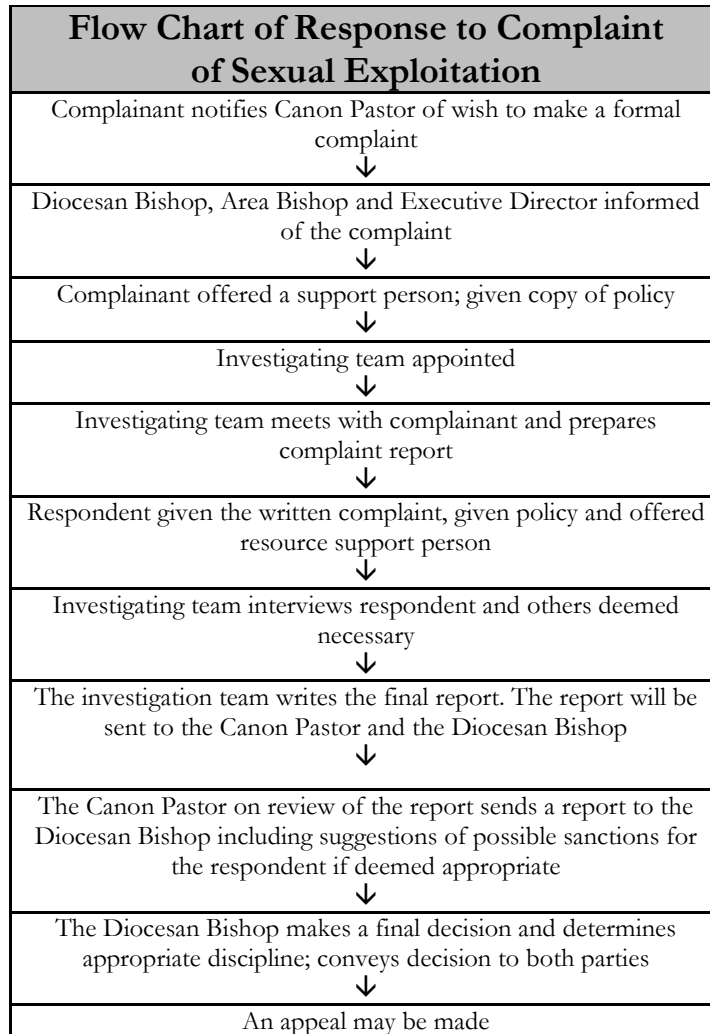 Flow Chart of Response to Complaint
of Sexual Exploitation
Complainant notifies Canon Pastor of wish to make a formal
complaint
↓
Diocesan Bishop, Area Bishop and Executive Director informed
of the complaint
↓
Complainant offered a support person; given copy of policy
↓
Investigating team appointed
↓
Investigating team meets with complainant and prepares
complaint report
↓
Respondent given the written complaint, given policy and offered
resource support person
↓
Investigating team interviews respondent and others deemed
necessary
↓
The investigation team writes the final report. The report will be
sent to the Canon Pastor and the Diocesan Bishop
↓
The Canon Pastor on review of the report sends a report to the
Diocesan Bishop including suggestions of possible sanctions for
the respondent if deemed appropriate
↓
The Diocesan Bishop makes a final decision and determines
appropriate discipline; conveys decision to both parties
↓
An appeal may be made